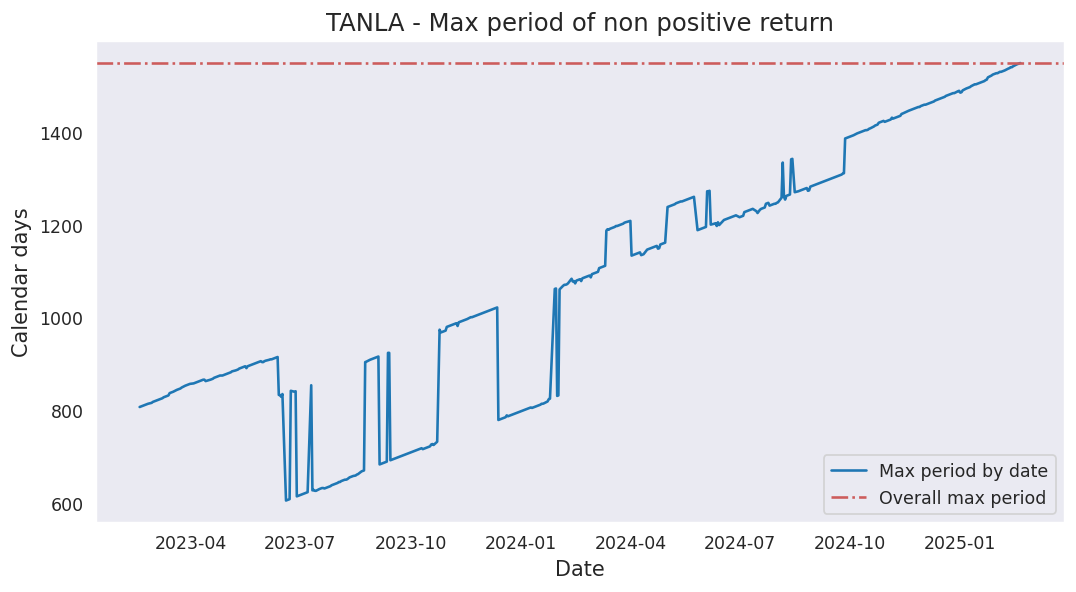 TANLA - Max period of non positive return
Calendar days
1400
1200
1000
800
600
Max period by date
Overall max period
2023-04 2023-07 2023-10 2024-01 2024-04 2024-07 2024-10 2025-01
Date